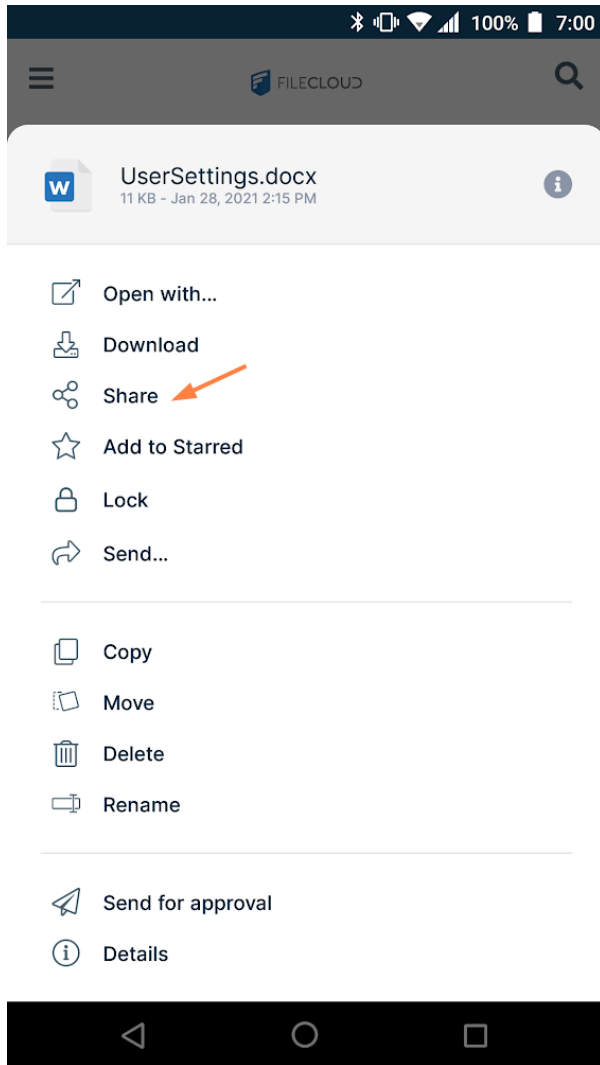 100% 7:00
FILECLOUD
W
UserSettings.docx
11 KB - Jan 28, 2021 2:15 PM
Open with...
Download
Share
Add to Starred
Lock
Send...
Copy
Move
Delete
Rename
Send for approval
Details